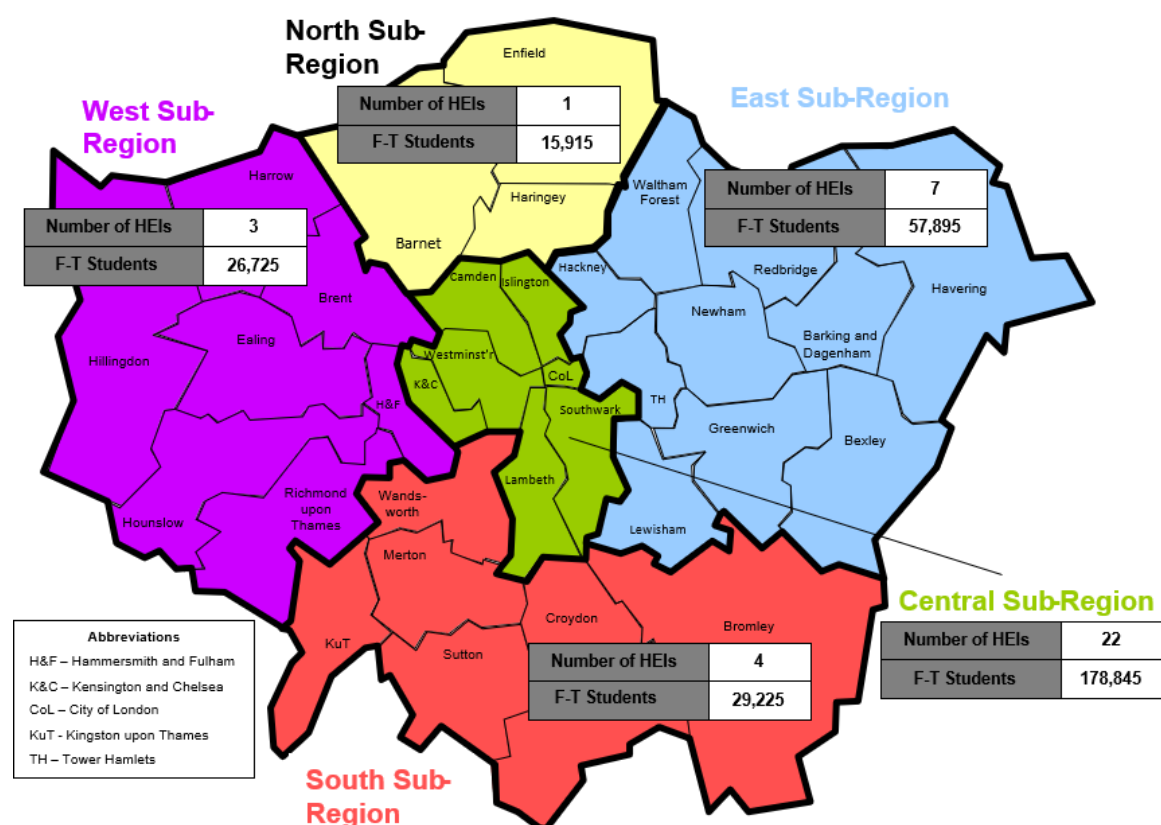 North Sub-
Region
Enfield
Number of HEIs 1
F-T Students 15,915
Haringey
Barnet
West Sub-
Region
Harrow
Number of HEIs 3
F-T Students 26,725
Brent
Ealing
Hillingdon
H&F
Hounslow
Richmond
upon
Thames
East Sub-Region
Waltham
Forest
Number of HEIs 7
F-T Students 57,895
Redbridge
Havering
Hackney
Newham
Barking and
Dagenham
TH
Greenwich
Bexley
Lewisham
Camden
Islington
Westminst'r
K&C
CoL
Southwark
Lambeth
Central Sub-Region
Number of HEIs 22
F-T Students 178,845
Wands-
worth
Merton
KuT
Sutton
Croydon
Bromley
Number of HEIs 4
F-T Students 29,225
South Sub-
Region
Abbreviations
H&F – Hammersmith and Fulham
K&C – Kensington and Chelsea
CoL – City of London
KuT - Kingston upon Thames
TH – Tower Hamlets